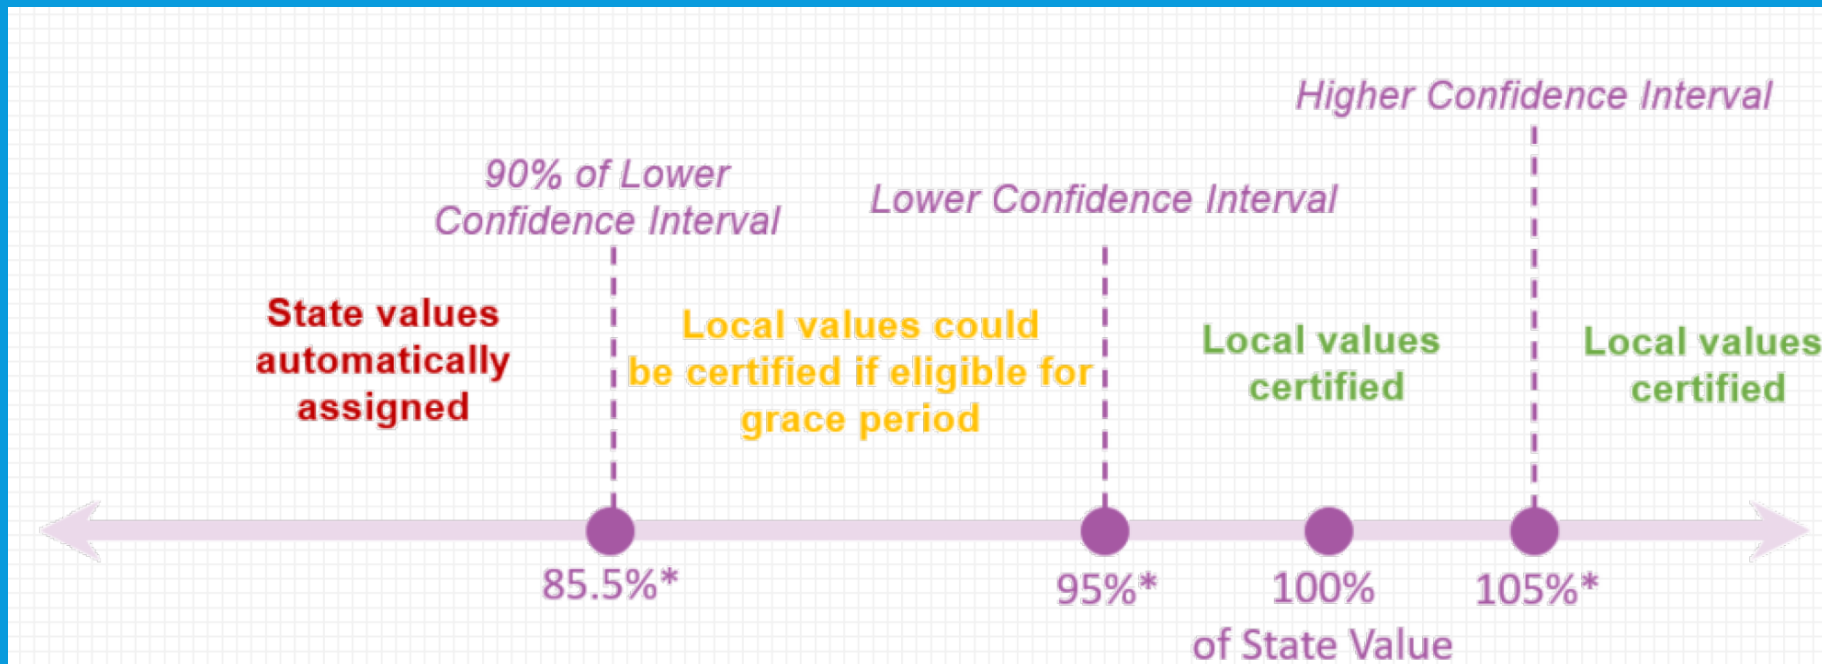 Higher Confidence Interval
90% of Lower
Confidence Interval
Lower Confidence Interval
State values
automatically
assigned
Local values could
be certified if eligible for
grace period
Local values
certified
Local values
certified
85.5%*
95%*
100%
105%*
of State Value